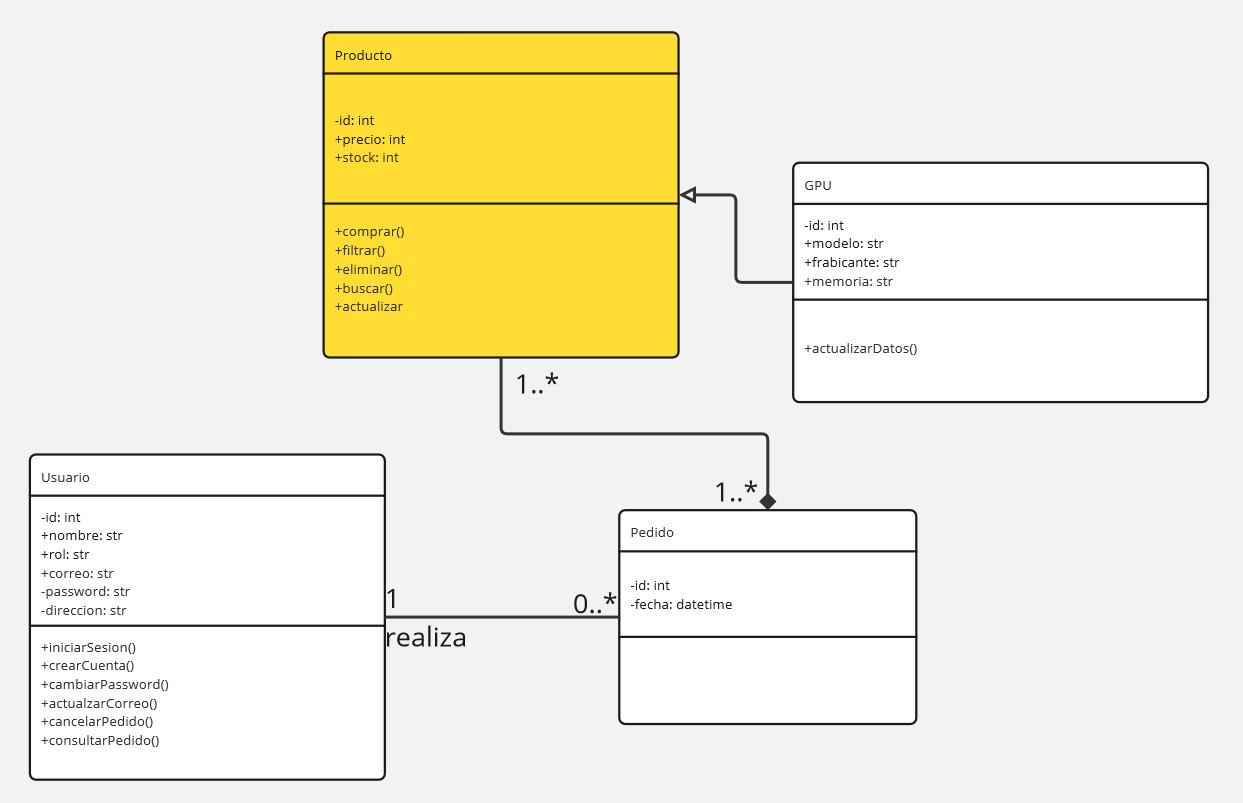 Producto
-id: int
+precio: int
+stock: int
+comprar()
+filtrar()
+eliminar()
+buscar()
+actualizar
GPU
-id: int
+modelo: str
+frabicante: str
+memoria: str
+actualizarDatos()
1..*
1..*
Usuario
-id: int
+nombre: str
+rol: str
+correo: str
-password: str
-direccion: str
+iniciarSesion()
+crearCuenta()
+cambiarPassword()
+actualzarCorreo()
+cancelarPedido()
+consultarPedido()
1
0..*
realiza
Pedido
-id: int
-fecha: datetime